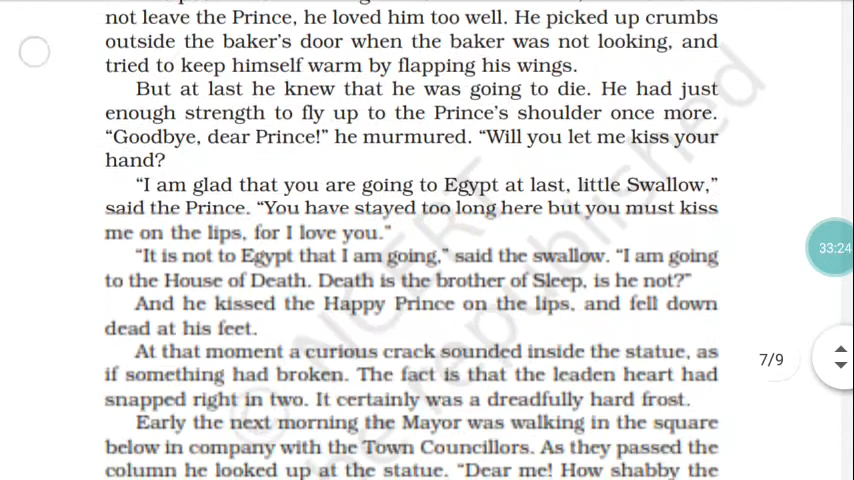 not leave the Prince, he loved him too well. He picked up crumbs
outside the baker's door when the baker was not looking, and
tried to keep himself warm by flapping his wings.
But at last he knew that he was going to die. He had just
enough strength to fly up to the Prince's shoulder once more.
“Goodbye, dear Prince!” he murmured. “Will you let me kiss your
hand?
“I am glad that you are going to Egypt at last, little Swallow,”
said the Prince. “You have stayed too long here but you must kiss
me on the lips, for I love you.”
“It is not to Egypt that I am going,” said the swallow. “I am going
to the House of Death. Death is the brother of Sleep, is he not?”
And he kissed the Happy Prince on the lips, and fell down
dead at his feet.
At that moment a curious crack sounded inside the statue, as
if something had broken. The fact is that the leaden heart had
snapped right in two. It certainly was a dreadfully hard frost.
Early the next morning the Mayor was walking in the square
below in company with the Town Councillors. As they passed the
column he looked up at the statue. “Dear me! How shabby the
33:24
7/9
© NCERT
be republished